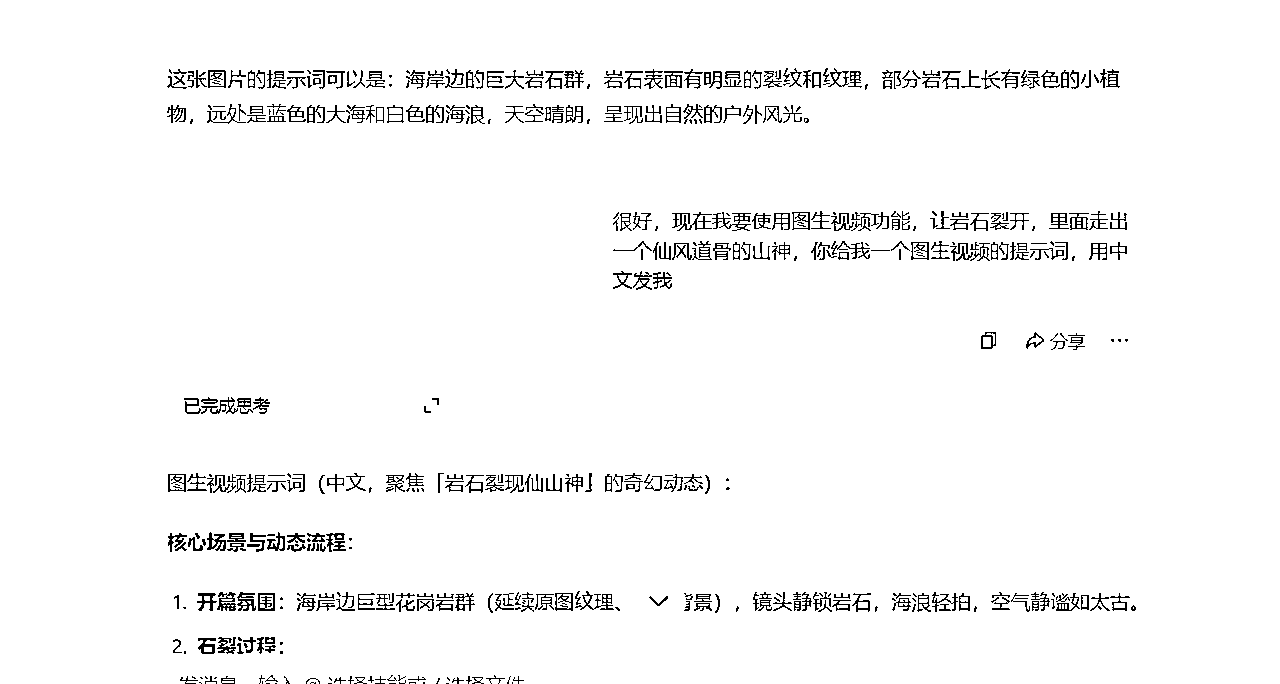 这张图片的提示词可以是：海岸边的巨大岩石群，岩石表面有明显的裂纹和纹理，部分岩石上长有绿色的小植
物，远处是蓝色的大海和白色的海浪，天空晴朗，呈现出自然的户外风光。
很好，现在我要使用图生视频功能，让岩石裂开，里面走出
一个仙风道骨的山神，你给我一个图生视频的提示词，用中
文发我
分享
已完成思考
图生视频提示词（中文，聚焦「岩石裂现仙山神」的奇幻动态）：
核心场景与动态流程：
1. 开篇氛围：海岸边巨型花岗岩群（延续原图纹理、景），镜头静锁岩石，海浪轻拍，空气静谧如太古。
2. 石裂过程：